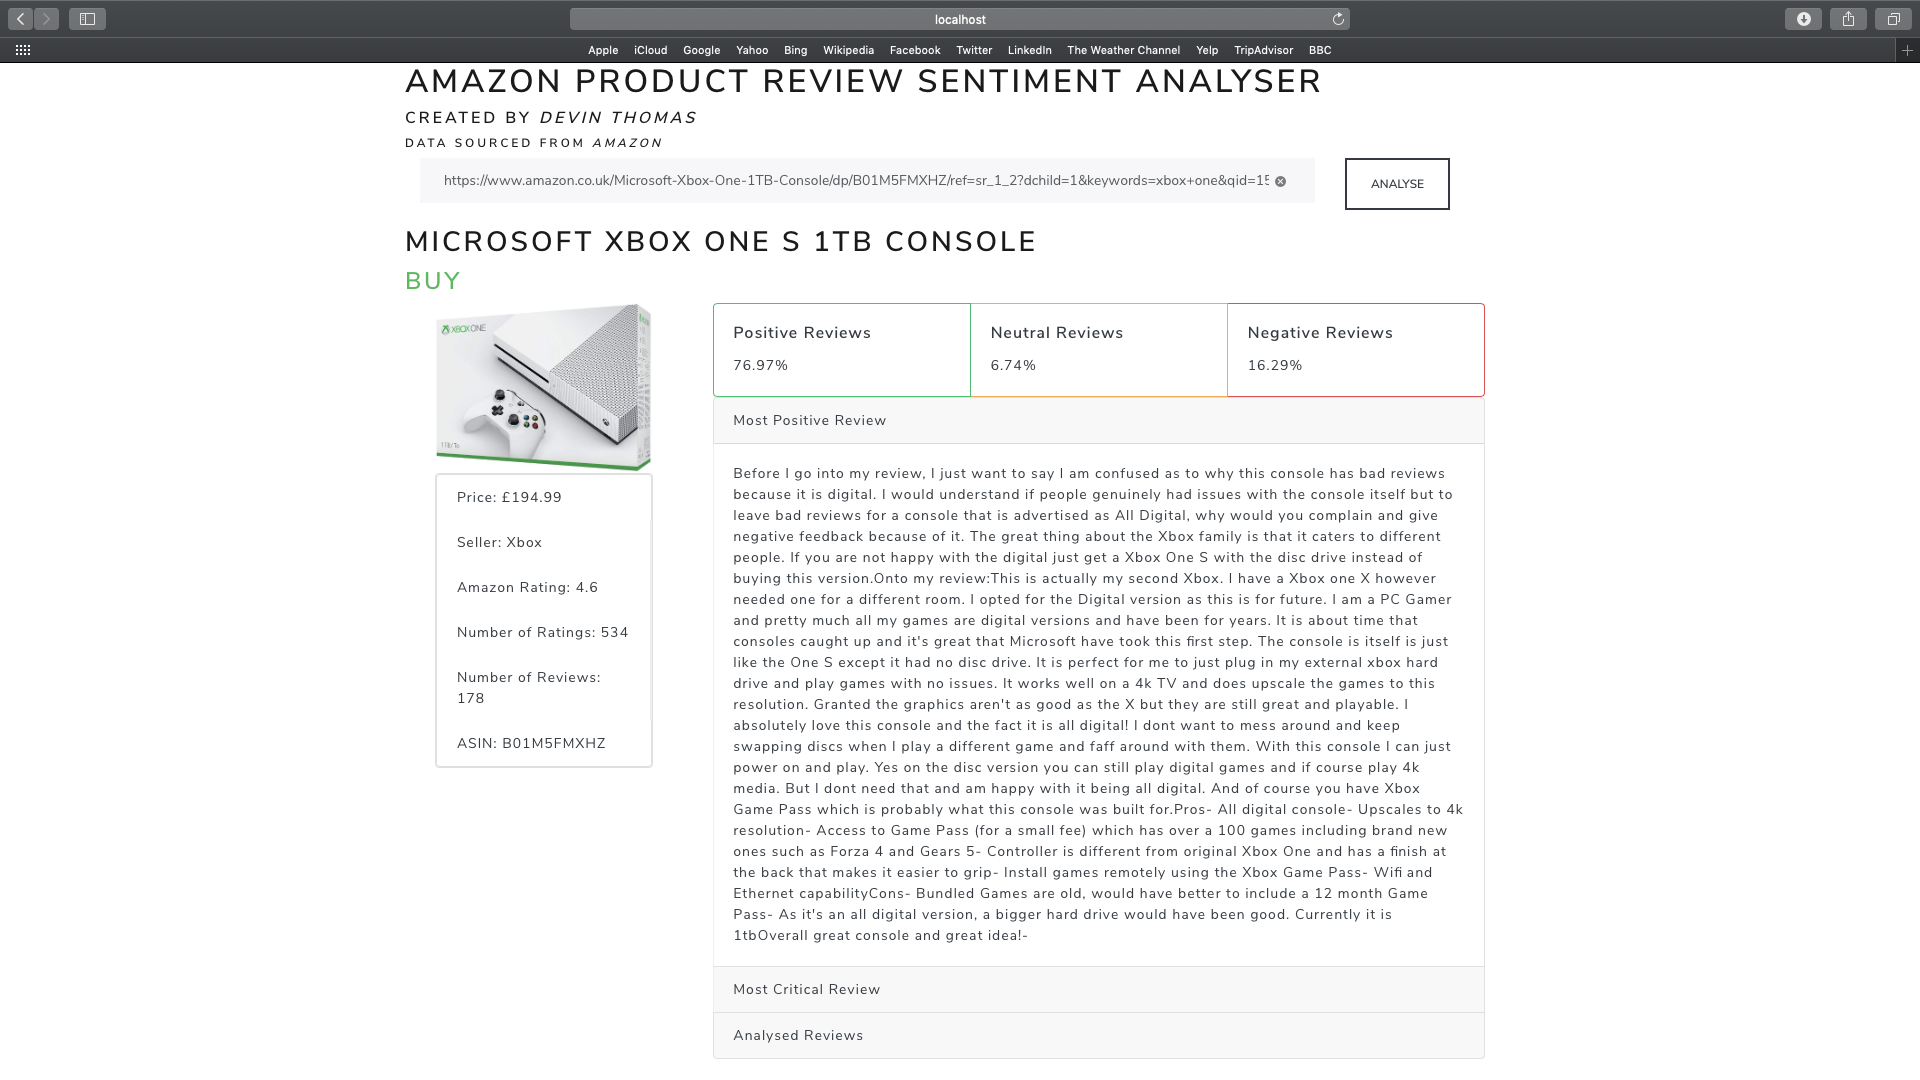 localhost
Apple iCloud Google Yahoo Bing Wikipedia Facebook Twitter LinkedIn The Weather Channel Yelp TripAdvisor BBC
AMAZON PRODUCT REVIEW SENTIMENT ANALYSER
CREATED BY DEVIN THOMAS
DATA SOURCED FROM AMAZON
https://www.amazon.co.uk/Microsoft-Xbox-One-1TB-Console/dp/B01M5FMXHZ/ref=sr_1_2?dchild=1&keywords=xbox+one&qid=15
ANALYSE
MICROSOFT XBOX ONE S 1TB CONSOLE
BUY
XBOX ONE
Price: £194.99
Seller: Xbox
Amazon Rating: 4.6
Number of Ratings: 534
Number of Reviews:
178
ASIN: B01M5FMXHZ
Positive Reviews
76.97%
Neutral Reviews
6.74%
Negative Reviews
16.29%
Most Positive Review
Before I go into my review, I just want to say I am confused as to why this console has bad reviews
because it is digital. I would understand if people genuinely had issues with the console itself but to
leave bad reviews for a console that is advertised as All Digital, why would you complain and give
negative feedback because of it. The great thing about the Xbox family is that it caters to different
people. If you are not happy with the digital just get a Xbox One S with the disc drive instead of
buying this version.Onto my review:This is actually my second Xbox. I have a Xbox one X however
needed one for a different room. I opted for the Digital version as this is for future. I am a PC Gamer
and pretty much all my games are digital versions and have been for years. It is about time that
consoles caught up and it's great that Microsoft have took this first step. The console is itself is just
like the One S except it had no disc drive. It is perfect for me to just plug in my external xbox hard
drive and play games with no issues. It works well on a 4k TV and does upscale the games to this
resolution. Granted the graphics aren't as good as the X but they are still great and playable. I
absolutely love this console and the fact it is all digital! I dont want to mess around and keep
swapping discs when I play a different game and faff around with them. With this console I can just
power on and play. Yes on the disc version you can still play digital games and if course play 4k
media. But I dont need that and am happy with it being all digital. And of course you have Xbox
Game Pass which is probably what this console was built for.Pros- All digital console- Upscales to 4k
resolution- Access to Game Pass (for a small fee) which has over a 100 games including brand new
ones such as Forza 4 and Gears 5- Controller is different from original Xbox One and has a finish at
the back that makes it easier to grip- Install games remotely using the Xbox Game Pass- Wifi and
Ethernet capabilityCons- Bundled Games are old, would have better to include a 12 month Game
Pass- As it's an all digital version, a bigger hard drive would have been good. Currently it is
1tbOverall great console and great idea!-
Most Critical Review
Analysed Reviews